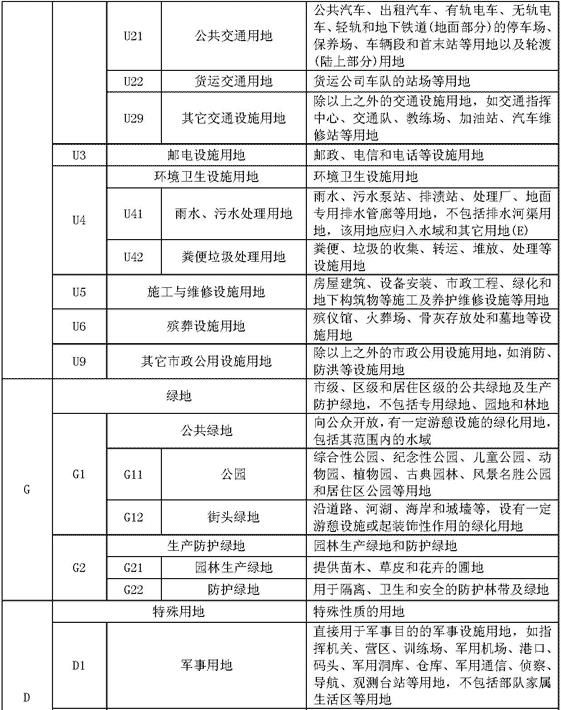 公共汽车、出租汽车、有轨电车、无轨电
车、轻轨和地下铁道(地面部分)的停车场、
U21 公共交通用地 保养场、车辆段和首末站等用地以及轮渡
(陆上部分)用地
U22 货运交通用地 货运公司车队的站场等用地
除以上之外的交通设施用地，如交通指挥
U29 其它交通设施用地 中心、交通队、教练场、加油站、汽车维
修站等用地
U3 邮电设施用地 邮政、电信和电话等设施用地
U4 环境卫生设施用地 环境卫生设施用地
雨水、污水泵站、排渍站、处理厂、地面
U41 雨水、污水处理用地 专用排水管廊等用地，不包括排水河渠用
地，该用地应归入水域和其它用地(E)
U42 粪便垃圾处理用地 粪便、垃圾的收集、转运、堆放、处理等
设施用地
U5 施工与维修设施用地 房屋建筑、设备安装、市政工程、绿化和
地下构筑物等施工及养护维修设施等用地
U6 殡葬设施用地 殡仪馆、火葬场、骨灰存放处和墓地等设
施用地
U9 其它市政公用设施用地 除以上之外的市政公用设施用地，如消防、
防洪等设施用地
G 绿地 市级、区级和居住区级的公共绿地及生产
防护绿地，不包括专用绿地、园地和林地
G1 公共绿地 向公众开放，有一定游憩设施的绿化用地，
包括其范围内的水域
综合性公园、纪念性公园、儿童公园、动
G11 公园 物园、植物园、古典园林、风景名胜公园
和居住区公园等用地
G12 街头绿地 沿道路、河湖、海岸和城墙等，设有一定
游憩设施或起装饰性作用的绿化用地
G2 生产防护绿地 园林生产绿地和防护绿地
G21 园林生产绿地 提供苗木、草皮和花卉的圃地
G22 防护绿地 用于隔离、卫生和安全的防护林带及绿地
D 特殊用地 特殊性质的用地
直接用于军事目的的军事设施用地，如指
挥机关、营区、训练场、军用机场、港口、
D1 军事用地 码头、军用洞库、仓库、军用通信、侦察、
导航、观测台站等用地，不包括部队家属
生活区等用地